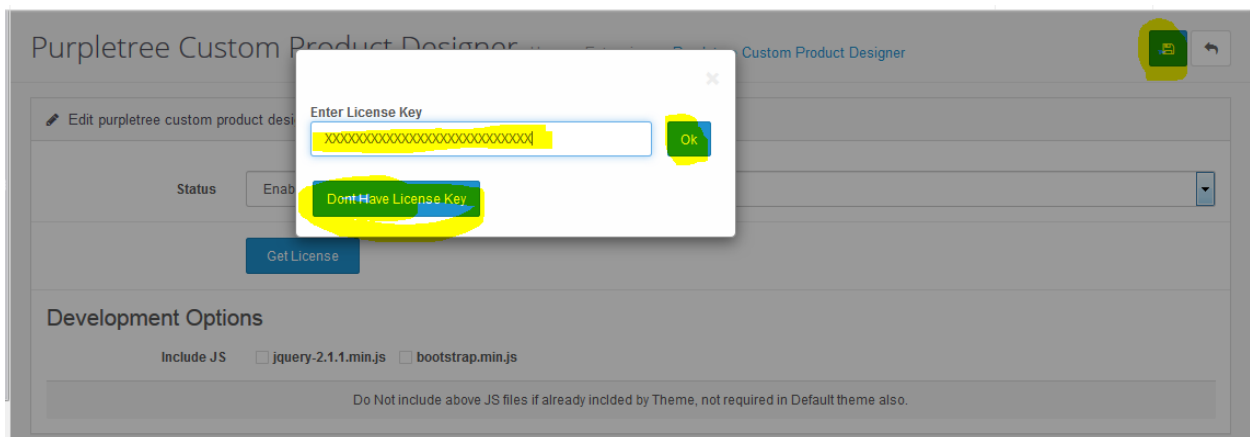 Purpletree Custom Product Designer
Custom Product Designer
Enter License Key
XXXXXXXXXXXXXXXXXXXXXXXXXXX
Ok
Edit purpletree custom product desi
Status Enab
Dont Have License Key
Get License
Development Options
Include JS jquery-2.1.1.min.js bootstrap.min.js
Do Not include above JS files if already inclded by Theme, not required in Default theme also.